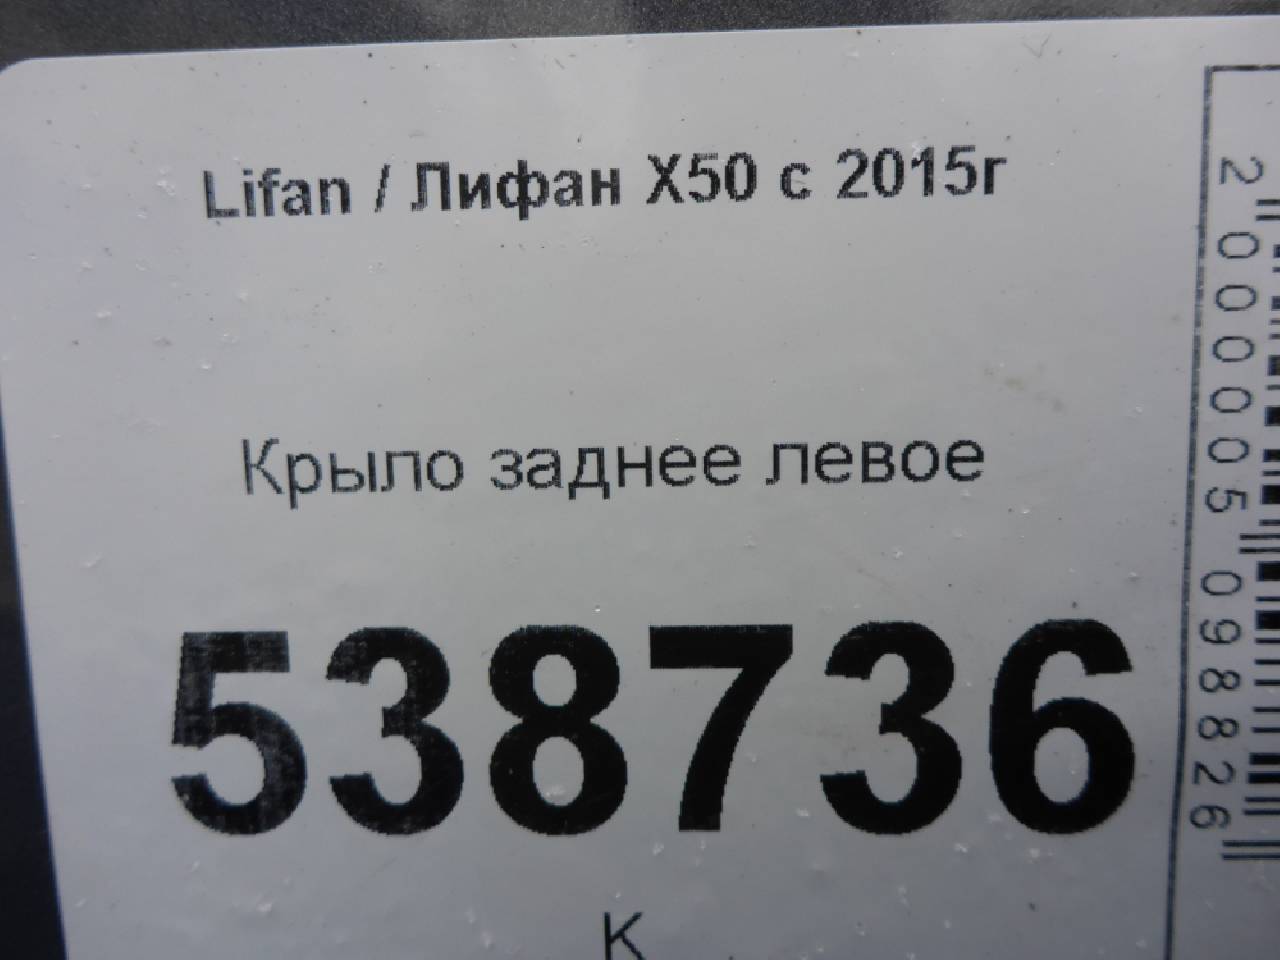 Lifan / Лифан X50 с 2015г
Крыло заднее левое
538736
К
2000005098826